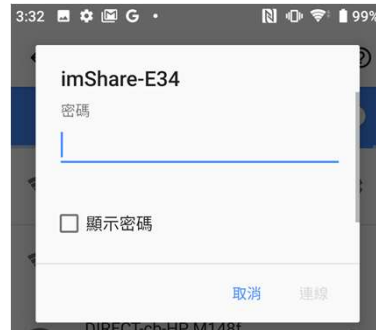 3:32 G • 99%
imShare-E34
密碼
顯示密碼
取消 連線
DIRECT-cb-HP M148f